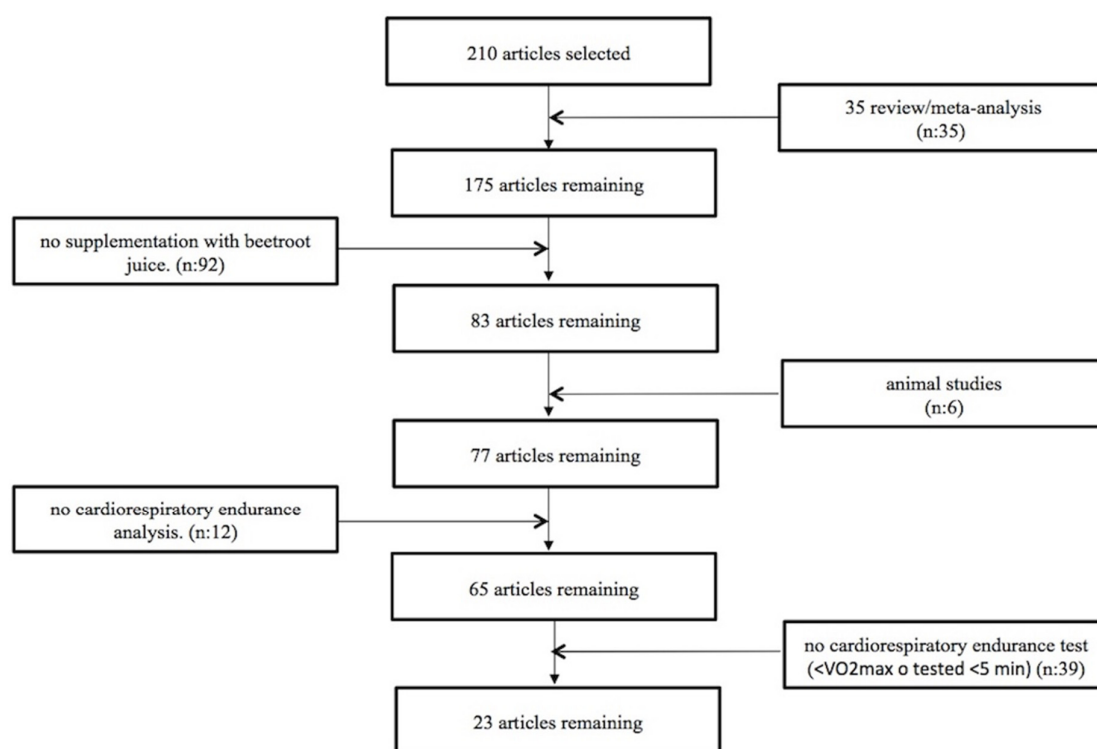 210 articles selected
35 review/meta-analysis
(n:35)
175 articles remaining
no supplementation with beetroot
juice. (n:92)
83 articles remaining
animal studies
(n:6)
77 articles remaining
no cardiorespiratory endurance
analysis. (n:12)
65 articles remaining
no cardiorespiratory endurance test
(<VO2max o tested <5 min) (n:39)
23 articles remaining